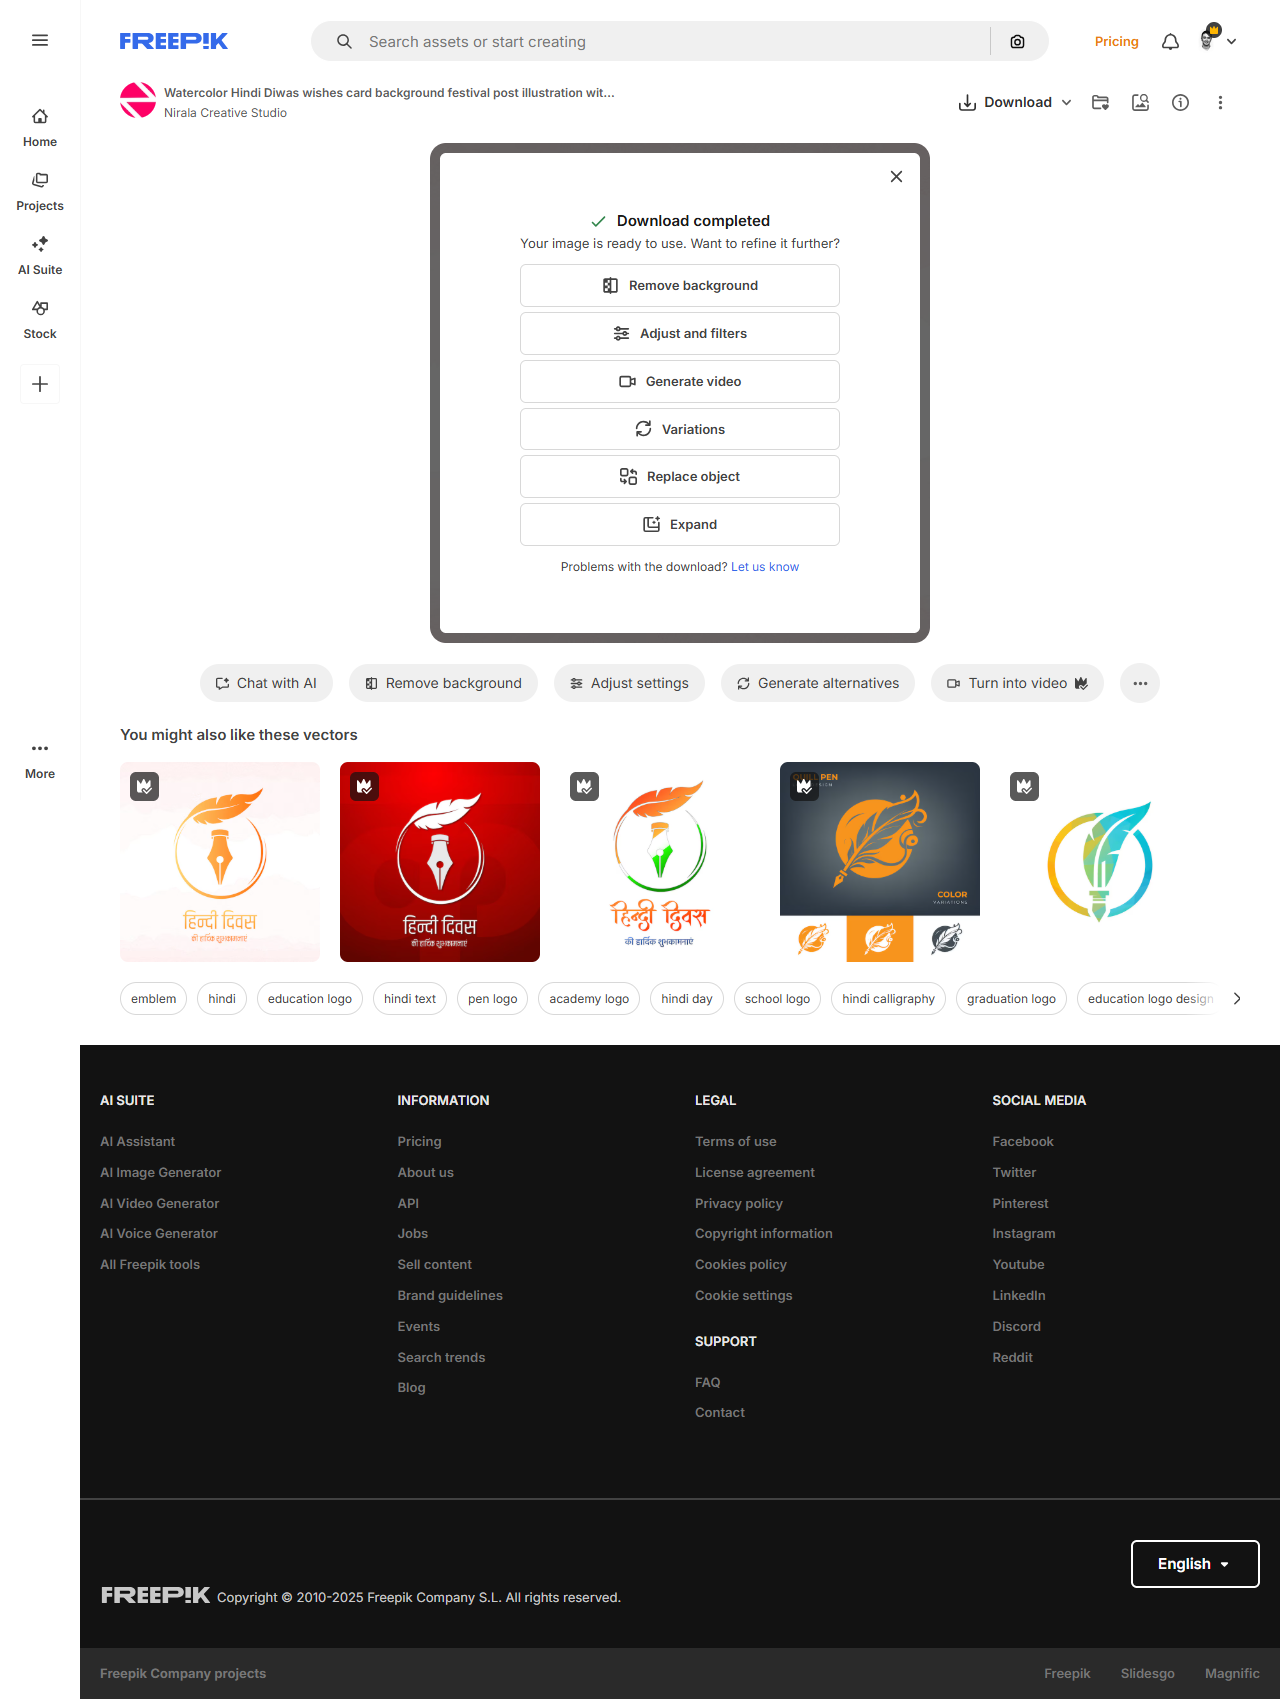 FREEPIK
Search assets or start creating
Pricing
Watercolor Hindi Diwas wishes card background festival post illustration wit...
Nirala Creative Studio
Download
Home
Projects
AI Suite
Stock
More
Download completed
Your image is ready to use. Want to refine it further?
Remove background
Adjust and filters
Generate video
Variations
Replace object
Expand
Problems with the download? Let us know
Chat with AI
Remove background
Adjust settings
Generate alternatives
Turn into video
You might also like these vectors
हिन्दी दिवस
की हार्दिक शुभकामनाएं
हिन्दी दिवस
की हार्दिक शुभकामनाएं
हिन्दी दिवस
की हार्दिक शुभकामनाएं
PEN
COLOR
VARIATIONS
emblem
hindi
education logo
hindi text
pen logo
academy logo
hindi day
school logo
hindi calligraphy
graduation logo
education logo design
AI SUITE
AI Assistant
AI Image Generator
AI Video Generator
AI Voice Generator
All Freepik tools
INFORMATION
Pricing
About us
API
Jobs
Sell content
Brand guidelines
Events
Search trends
Blog
LEGAL
Terms of use
License agreement
Privacy policy
Copyright information
Cookies policy
Cookie settings
SUPPORT
FAQ
Contact
SOCIAL MEDIA
Facebook
Twitter
Pinterest
Instagram
Youtube
LinkedIn
Discord
Reddit
English
FREEPIK Copyright © 2010-2025 Freepik Company S.L. All rights reserved.
Freepik Company projects
Freepik
Slidesgo
Magnific